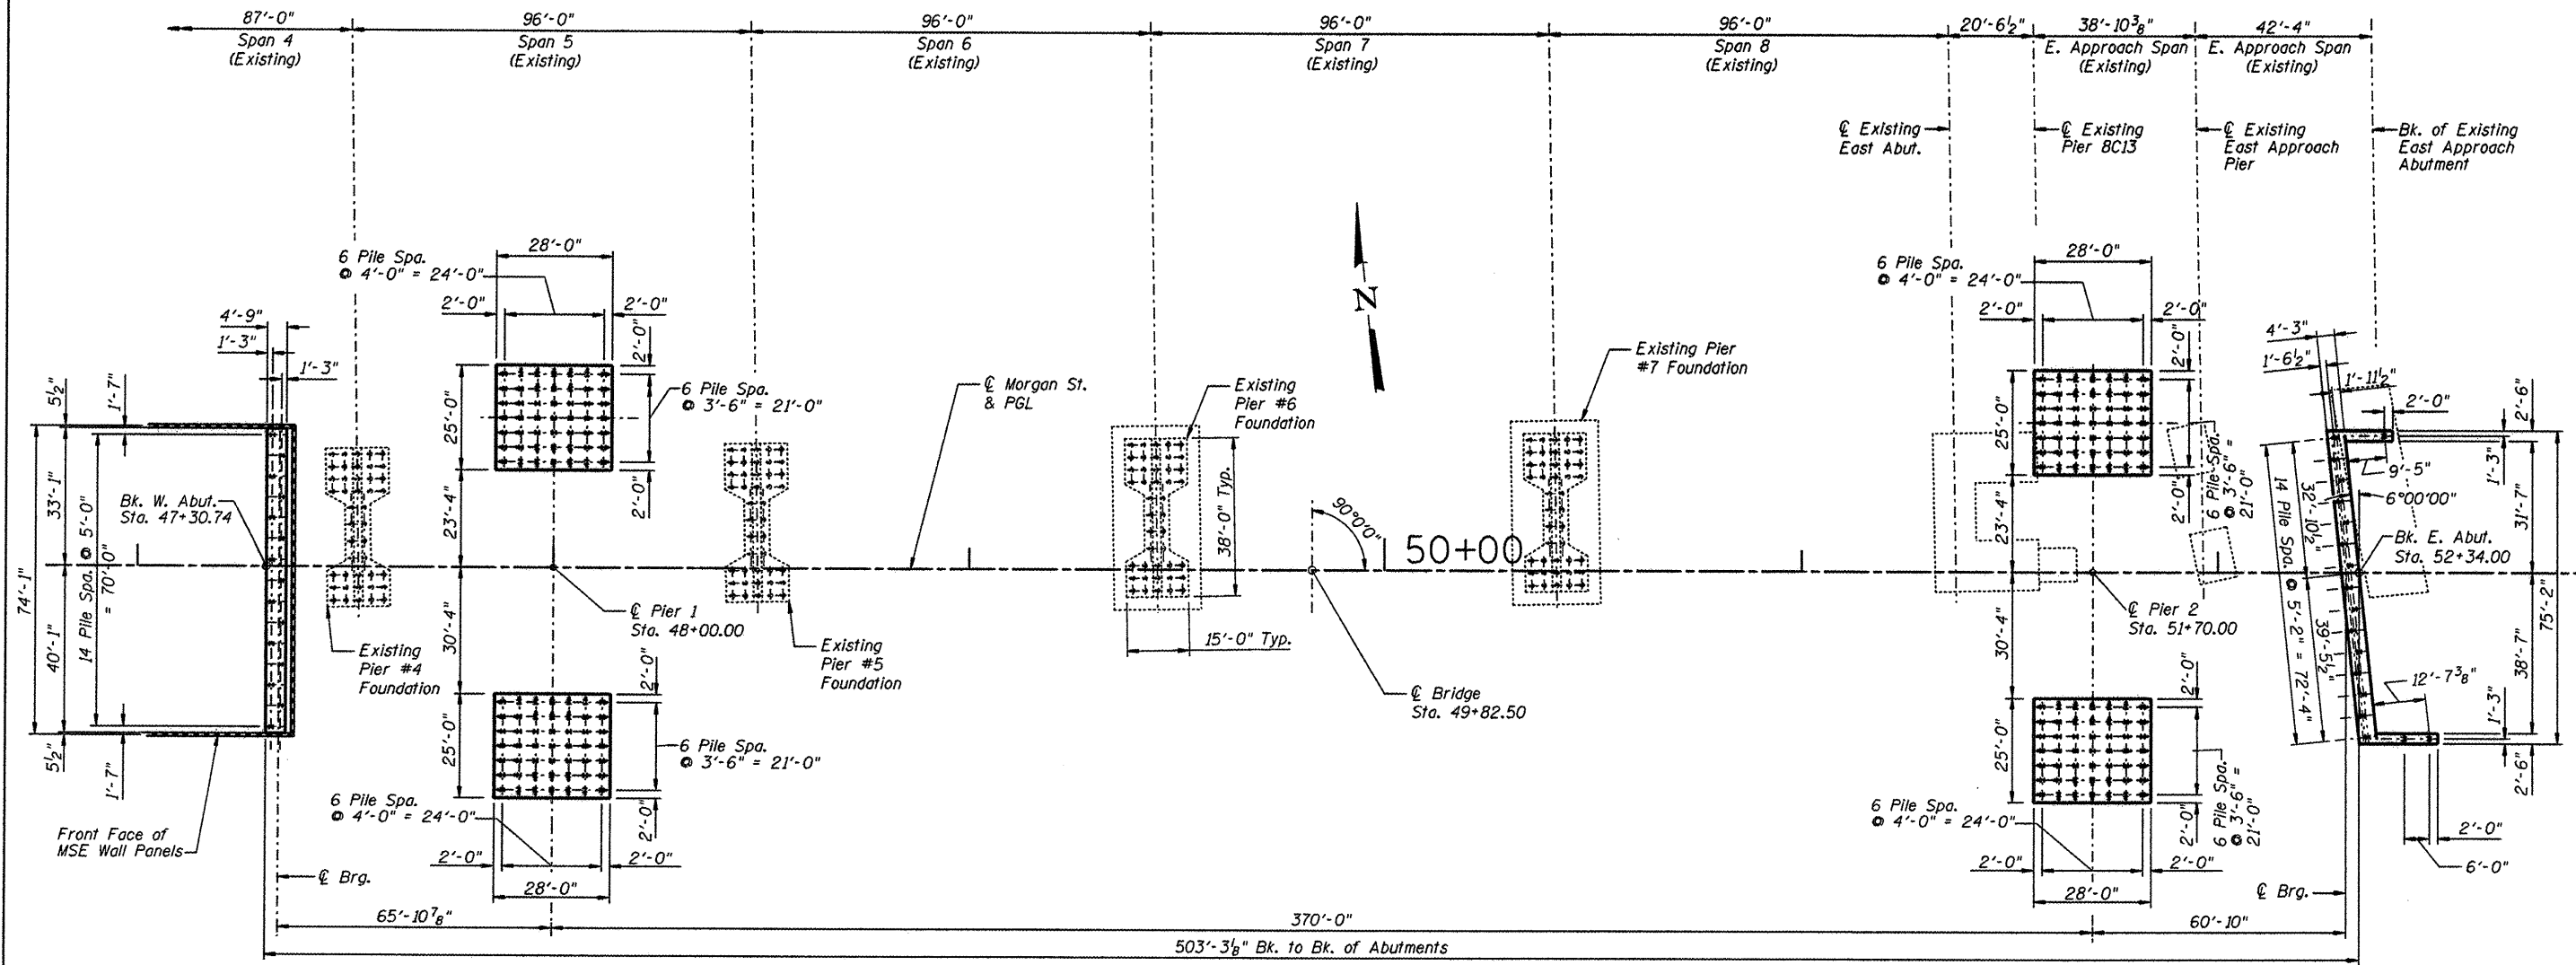 87'-0"
96'-0"
96'-0"
96'-0"
96'-0"
20'-6½"
38'-10⅜"
42'-4"
Span 4
(Existing)
Span 5
(Existing)
Span 6
(Existing)
Span 7
(Existing)
Span 8
(Existing)
E. Approach Span
(Existing)
E. Approach Span
(Existing)
℄ Existing
East Abut.
℄ Existing
Pier 8C13
℄ Existing
East Approach
Pier
Bk. of Existing
East Approach
Abutment
N
28'-0"
6 Pile Spa.
@ 4'-0" = 24'-0"
2'-0"
2'-0"
2'-0"
6 Pile Spa.
@ 3'-6" = 21'-0"
2'-0"
25'-0"
23'-4"
30'-4"
25'-0"
4'-9"
1'-3"
1'-3"
5½"
1'-7"
33'-1"
74'-1"
40'-1"
14 Pile Spa. @ 5'-0"
= 70'-0"
5½"
1'-7"
Bk. W. Abut.
Sta. 47+30.74
Front Face of
MSE Wall Panels
℄ Brg.
Existing
Pier #4
Foundation
℄ Pier 1
Sta. 48+00.00
Existing
Pier #5
Foundation
2'-0"
6 Pile Spa.
@ 3'-6" = 21'-0"
2'-0"
6 Pile Spa.
@ 4'-0" = 24'-0"
2'-0"
2'-0"
28'-0"
℄ Morgan St.
& PGL
Existing
Pier #6
Foundation
38'-0" Typ.
15'-0" Typ.
90°0'0"
50+00
℄ Bridge
Sta. 49+82.50
Existing Pier
#7 Foundation
28'-0"
6 Pile Spa.
@ 4'-0" = 24'-0"
2'-0"
2'-0"
2'-0"
2'-0"
6 Pile Spa.
@ 3'-6" =
21'-0"
25'-0"
23'-4"
30'-4"
25'-0"
℄ Pier 2
Sta. 51+70.00
2'-0"
2'-0"
6 Pile Spa.
@ 3'-6" =
21'-0"
6 Pile Spa.
@ 4'-0" = 24'-0"
2'-0"
2'-0"
28'-0"
4'-3"
1'-6½"
1'-11½"
2'-0"
2'-6"
1'-3"
9'-5"
6°00'00"
31'-7"
32'-10½"
14 Pile Spa. @ 5'-2" = 72'-4"
39'-5½"
Bk. E. Abut.
Sta. 52+34.00
75'-2"
38'-7"
12'-7⅜"
1'-3"
2'-6"
2'-0"
6'-0"
℄ Brg.
65'-10⅞"
370'-0"
60'-10"
503'-3⅛" Bk. to Bk. of Abutments